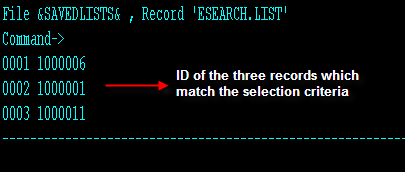 File &SAVEDLISTS& , Record 'ESEARCH.LIST'
Command->
0001 1000006
0002 1000001
0003 1000011
ID of the three records which
match the selection criteria